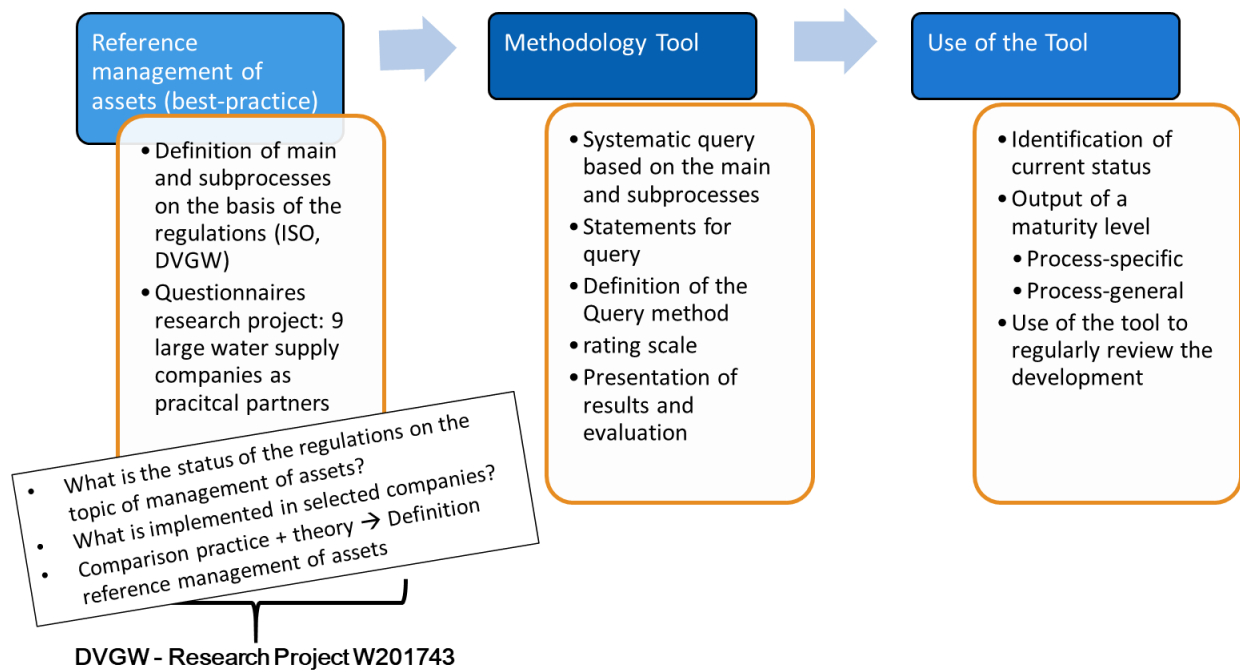 Reference
management of
assets (best-practice)
• Definition of main
and subprocesses
on the basis of the
regulations (ISO,
DVGW)
• Questionnaires
research project: 9
large water supply
companies as
pracitcal partners
• What is the status of the regulations on the
topic of management of assets?
• What is implemented in selected companies?
• Comparison practice + theory → Definition
reference management of assets
DVGW - Research Project W201743
Methodology Tool
• Systematic query
based on the main
and subprocesses
• Statements for
query
• Definition of the
Query method
• rating scale
• Presentation of
results and
evaluation
Use of the Tool
• Identification of
current status
• Output of a
maturity level
• Process-specific
• Process-general
• Use of the tool to
regularly review the
development